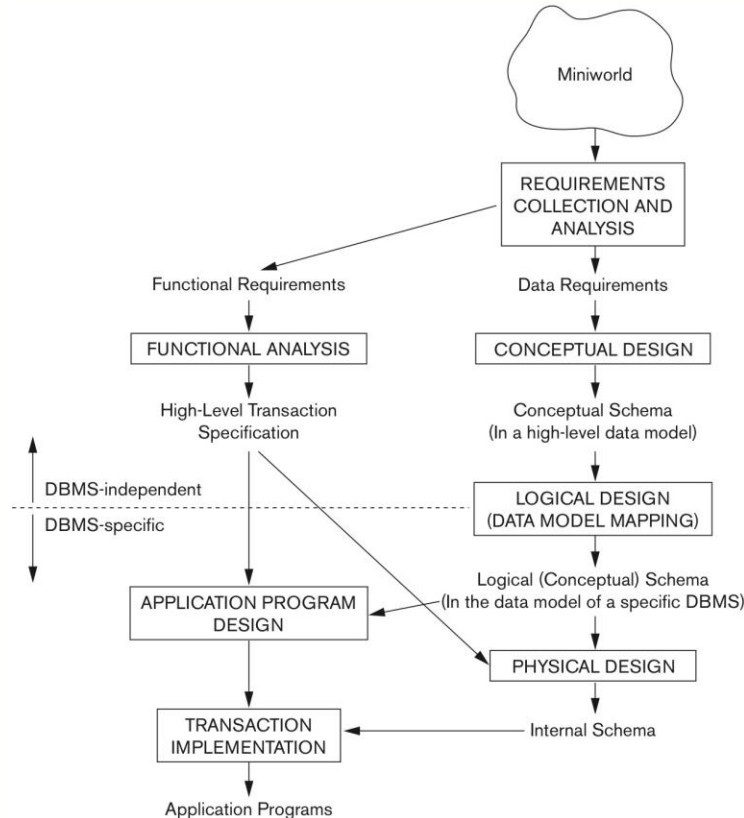 Miniworld
REQUIREMENTS
COLLECTION AND
ANALYSIS
Functional Requirements
Data Requirements
FUNCTIONAL ANALYSIS
CONCEPTUAL DESIGN
High-Level Transaction
Specification
Conceptual Schema
(In a high-level data model)
DBMS-independent
DBMS-specific
LOGICAL DESIGN
(DATA MODEL MAPPING)
Logical (Conceptual) Schema
(In the data model of a specific DBMS)
APPLICATION PROGRAM
DESIGN
PHYSICAL DESIGN
TRANSACTION
IMPLEMENTATION
Internal Schema
Application Programs